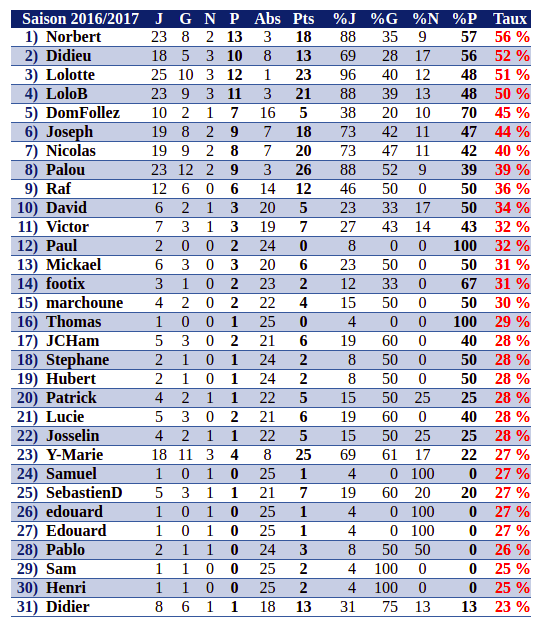 Saison 2016/2017 J G N P Abs Pts %J %G %N %P Taux
1) Norbert 23 8 2 13 3 18 88 35 9 57 56 %
2) Didieu 18 5 3 10 8 13 69 28 17 56 52 %
3) Lolotte 25 10 3 12 1 23 96 40 12 48 51 %
4) LoloB 23 9 3 11 3 21 88 39 13 48 50 %
5) DomFollez 10 2 1 7 16 5 38 20 10 70 45 %
6) Joseph 19 8 2 9 7 18 73 42 11 47 44 %
7) Nicolas 19 9 2 8 7 20 73 47 11 42 40 %
8) Palou 23 12 2 9 3 26 88 52 9 39 39 %
9) Raf 12 6 0 6 14 12 46 50 0 50 36 %
10) David 6 2 1 3 20 5 23 33 17 50 34 %
11) Victor 7 3 1 3 19 7 27 43 14 43 32 %
12) Paul 2 0 0 2 24 0 8 0 0 100 32 %
13) Mickael 6 3 0 3 20 6 23 50 0 50 31 %
14) footix 3 1 0 2 23 2 12 33 0 67 31 %
15) marchoune 4 2 0 2 22 4 15 50 0 50 30 %
16) Thomas 1 0 0 1 25 0 4 0 0 100 29 %
17) JCHam 5 3 0 2 21 6 19 60 0 40 28 %
18) Stephane 2 1 0 1 24 2 8 50 0 50 28 %
19) Hubert 2 1 0 1 24 2 8 50 0 50 28 %
20) Patrick 4 2 1 1 22 5 15 50 25 25 28 %
21) Lucie 5 3 0 2 21 6 19 60 0 40 28 %
22) Josselin 4 2 1 1 22 5 15 50 25 25 28 %
23) Y-Marie 18 11 3 4 8 25 69 61 17 22 27 %
24) Samuel 1 0 1 0 25 1 4 0 100 0 27 %
25) SebastienD 5 3 1 1 21 7 19 60 20 20 27 %
26) edouard 1 0 1 0 25 1 4 0 100 0 27 %
27) Edouard 1 0 1 0 25 1 4 0 100 0 27 %
28) Pablo 2 1 1 0 24 3 8 50 50 0 26 %
29) Sam 1 1 0 0 25 2 4 100 0 0 25 %
30) Henri 1 1 0 0 25 2 4 100 0 0 25 %
31) Didier 8 6 1 1 18 13 31 75 13 13 23 %